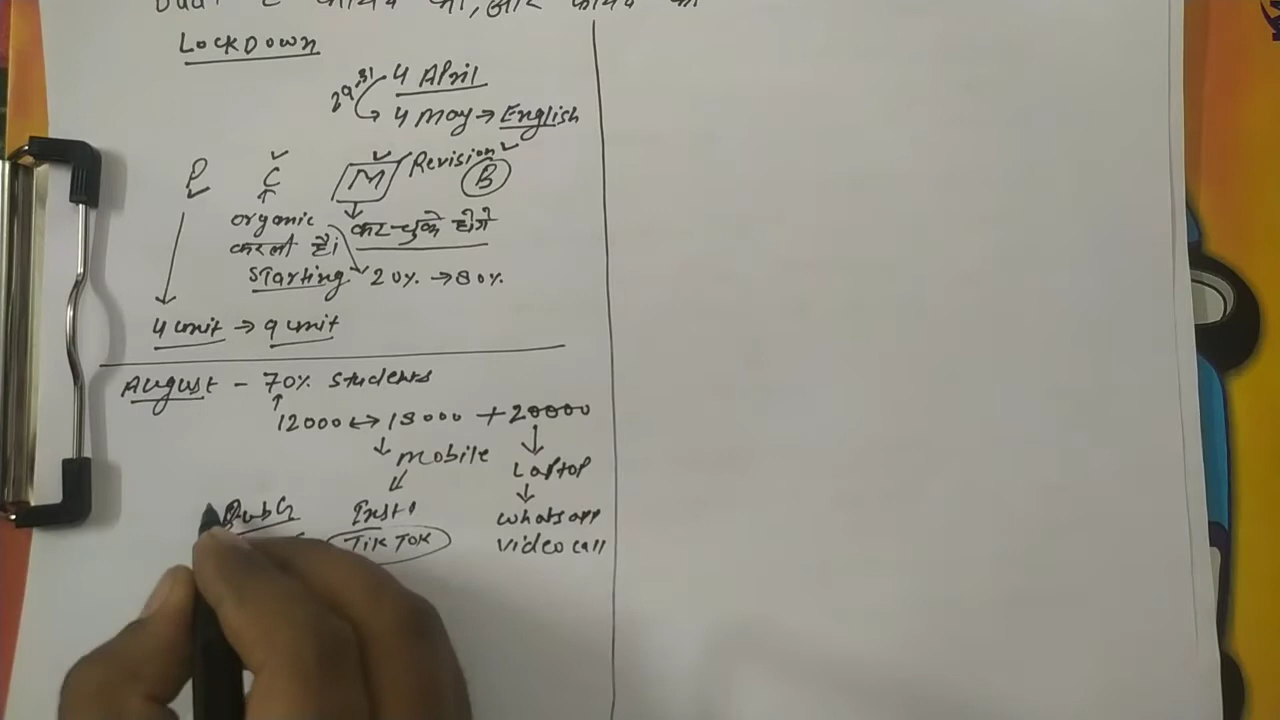 LockDown
29 31 4 April
4 may → English
P C M Revision B
organic कर चुके होंगे
करली है।
Starting 20% → 80%
4 unit → 9 unit
August - 70% Students
12000 ↔ 15000 + 20000
mobile
Laptop
PubG Insta whatsapp
TikTok video call